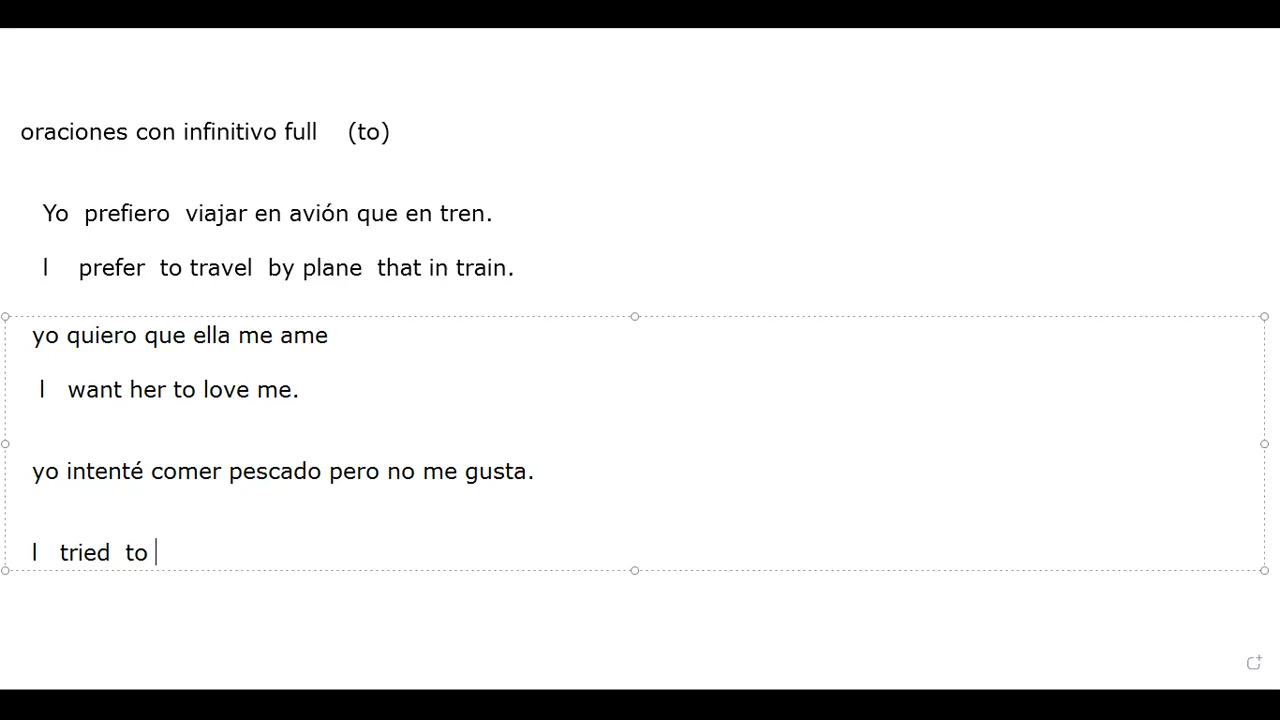 oraciones con infinitivo full (to)
Yo prefiero viajar en avión que en tren.
I prefer to travel by plane that in train.
yo quiero que ella me ame
I want her to love me.
yo intenté comer pescado pero no me gusta.
I tried to